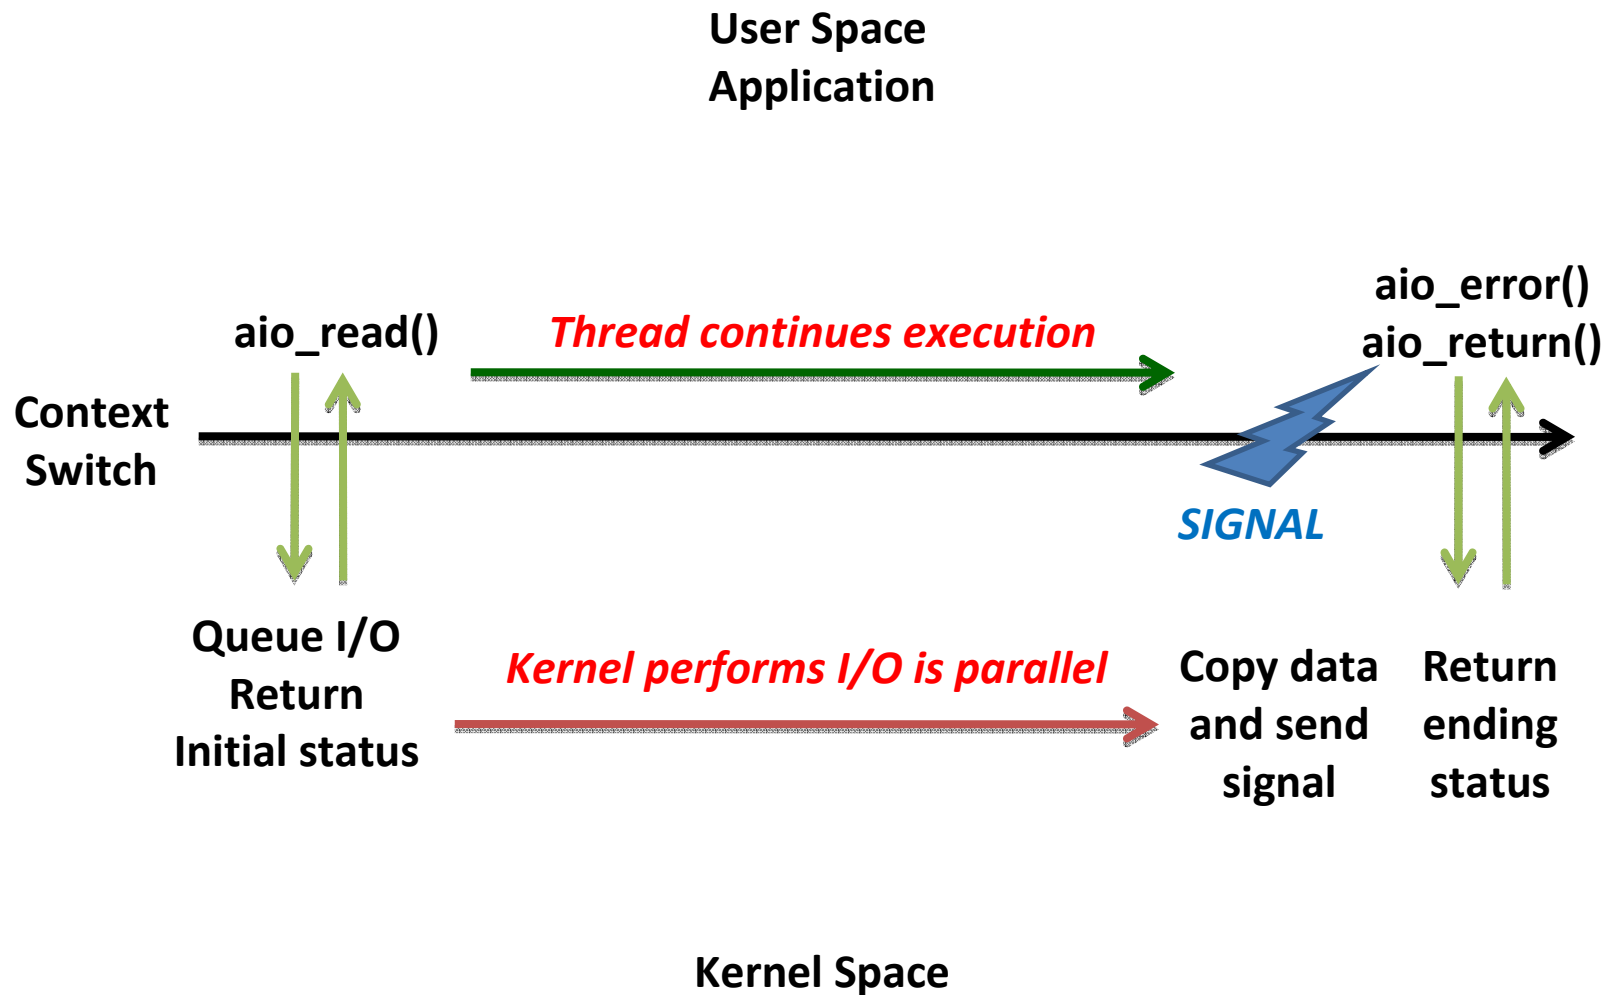 User Space
Application
aio_read()
Thread continues execution
aio_error()
aio_return()
Context
Switch
SIGNAL
Queue I/O
Return
Initial status
Kernel performs I/O is parallel
Copy data
and send
signal
Return
ending
status
Kernel Space